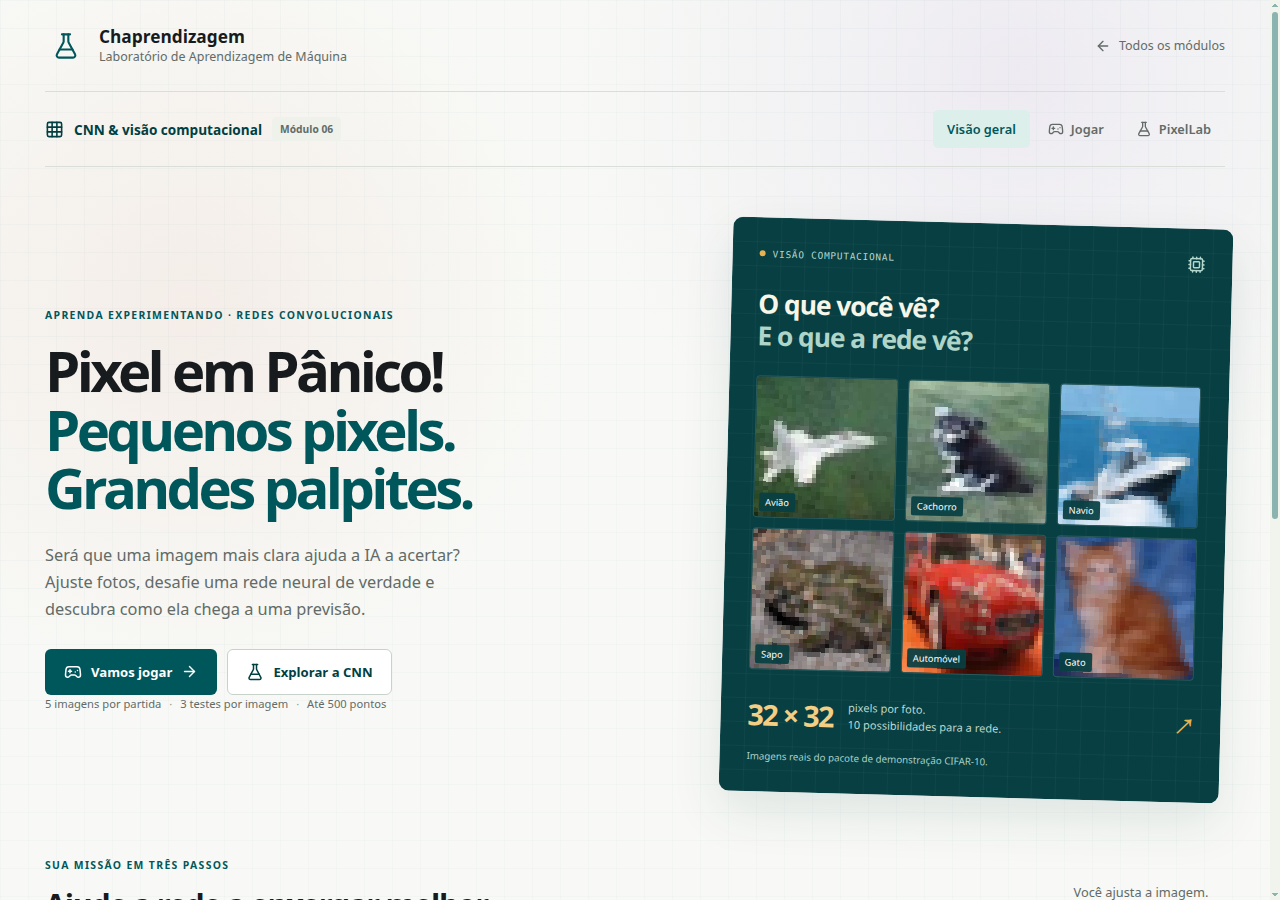 Chaprendizagem
Laboratório de Aprendizagem de Máquina
Todos os módulos
CNN & visão computacional
Módulo 06
Visão geral
Jogar
PixelLab
APRENDA EXPERIMENTANDO · REDES CONVOLUCIONAIS
Pixel em Pânico!
Pequenos pixels.
Grandes palpites.
Será que uma imagem mais clara ajuda a IA a acertar?
Ajuste fotos, desafie uma rede neural de verdade e
descubra como ela chega a uma previsão.
Vamos jogar
Explorar a CNN
5 imagens por partida · 3 testes por imagem · Até 500 pontos
VISÃO COMPUTACIONAL
O que você vê?
E o que a rede vê?
Avião
Cachorro
Navio
Sapo
Automóvel
Gato
32 × 32
pixels por foto.
10 possibilidades para a rede.
Imagens reais do pacote de demonstração CIFAR-10.
SUA MISSÃO EM TRÊS PASSOS
Ajude a rede a enxergar melhor
Você ajusta a imagem.